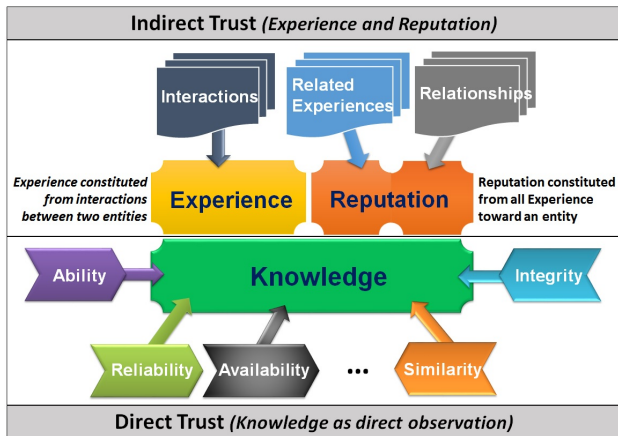 Indirect Trust (Experience and Reputation)
Interactions
Related
Experiences
Relationships
Experience constituted
from interactions
between two entities
Experience
Reputation
Reputation constituted
from all Experience
toward an entity
Ability
Knowledge
Integrity
Reliability
Availability
...
Similarity
Direct Trust (Knowledge as direct observation)